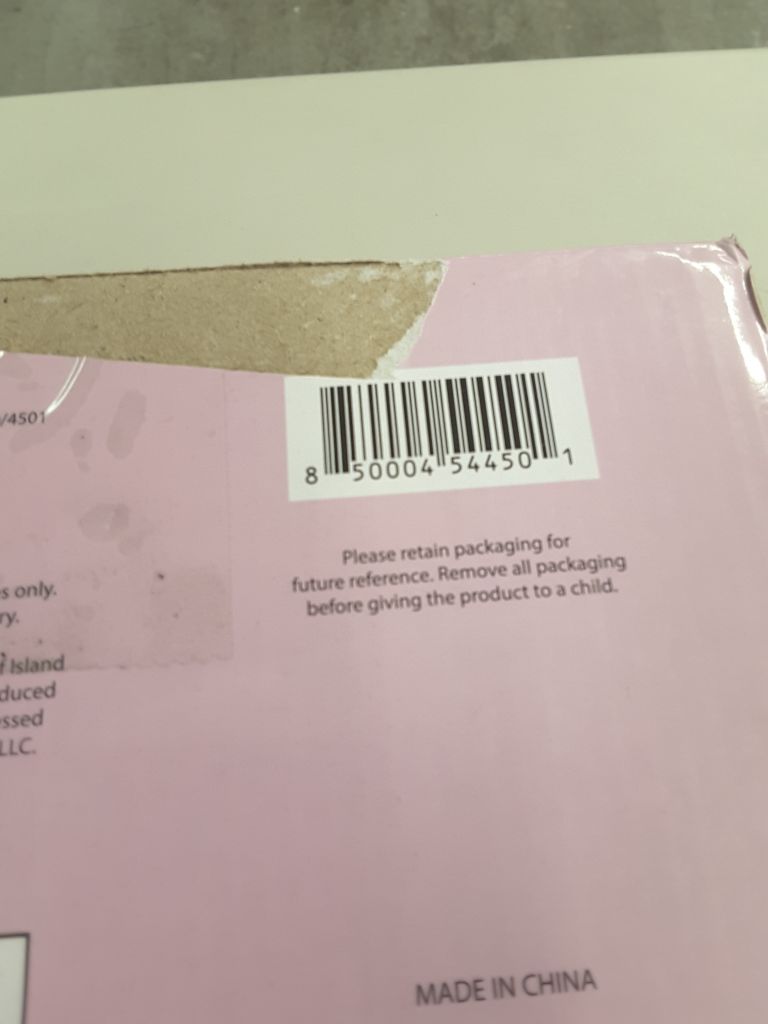 /4501
8 50004 54450 1
Please retain packaging for
future reference. Remove all packaging
before giving the product to a child.
s only.
ry.
f Island
duced
ssed
LLC.
MADE IN CHINA